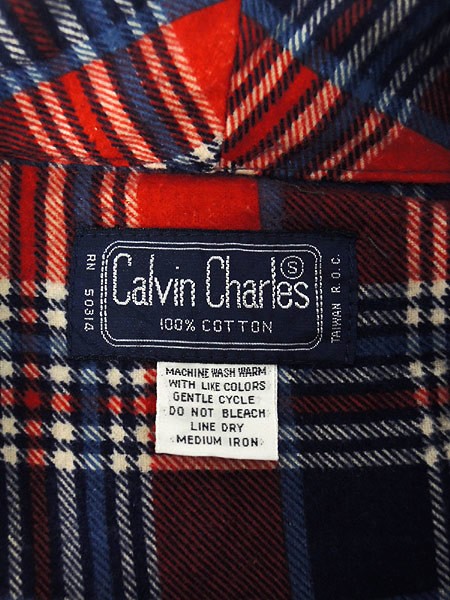 RN 50314
Calvin Charles
S
100% COTTON
TAIWAN R.O.C.
MACHINE WASH WARM
WITH LIKE COLORS
GENTLE CYCLE
DO NOT BLEACH
LINE DRY
MEDIUM IRON